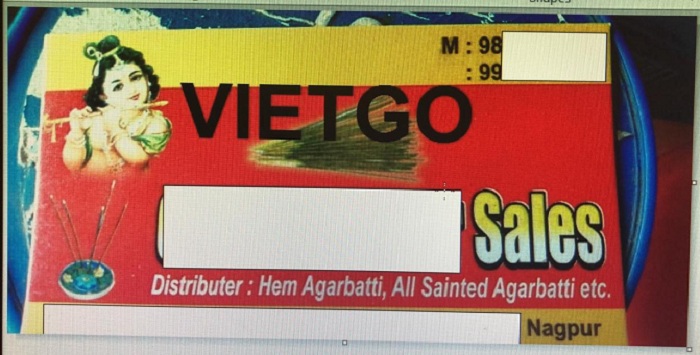 M : 98
: 99
VIETGO
Sales
Distributer : Hem Agarbatti, All Sainted Agarbatti etc.
Nagpur